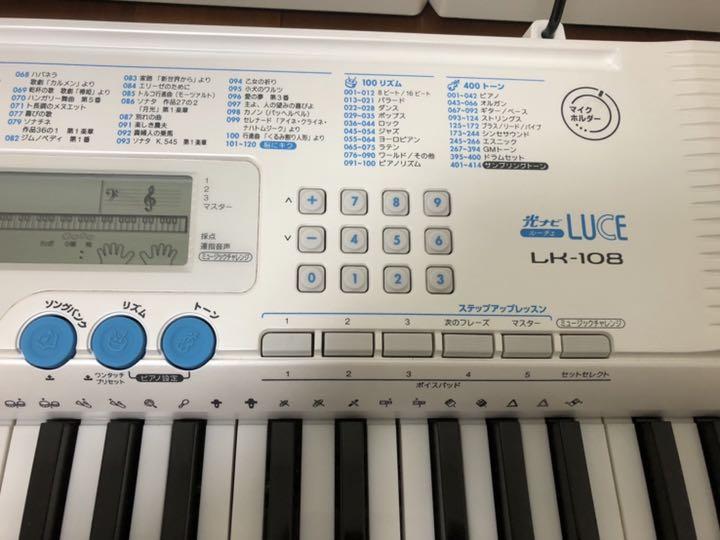 068 ハバネラ
歌劇「カルメン」より
069 乾杯の歌 歌劇「椿姫」より
070 ハンガリー舞曲 第5番
071 ト長調のメヌエット
077 喜びの歌
079 ソナチネ
作品36の1 第1楽章
082 ジムノペディ 第1番
083 家路「新世界から」より
084 エリーゼのために
085 トルコ行進曲（モーツァルト）
086 ソナタ 作品27の2
「月光」第1楽章
087 別れの曲
091 楽しき農夫
092 貴婦人の乗馬
093 ソナタ K.545 第1楽章
094 乙女の祈り
095 小犬のワルツ
096 愛の夢 第3番
097 主よ、人の望みの喜びよ
098 カノン（パッヘルベル）
099 セレナード「アイネ・クライネ・
ナハトムジーク」より
100 行進曲「くるみ割り人形」より
101~120 脳にキク
100 リズム
001~012 8ビート／16ビート
013~021 バラード
022~028 ダンス
029~035 ポップス
036~044 ロック
045~054 ジャズ
055~064 ヨーロピアン
065~075 ラテン
076~090 ワールド／その他
091~100 ピアノリズム
400 トーン
001~042 ピアノ
043~066 オルガン
067~092 ギター／ベース
093~124 ストリングス
125~172 ブラス／リード／パイプ
173~244 シンセサウンド
245~266 エスニック
267~394 GMトーン
395~400 ドラムセット
401~414 サンプリングトーン
マイク
ホルダー
1
2
3
マスター
採点
運指音声
ミュージックチャレンジ
+ 7 8 9
− 4 5 6
0 1 2 3
光ナビ
ルーチェ
LUCE
LK-108
ソングバンク リズム トーン
ワンタッチ
プリセット
ピアノ設定
ステップアップレッスン
1 2 3 次のフレーズ マスター ミュージックチャレンジ
1 2 3 4 5 セットセレクト
ボイスパッド